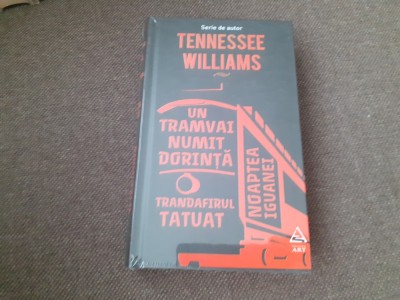 Serie de autor
TENNESSEE
WILLIAMS
UN
TRAMVAI
NUMIT
DORINȚĂ
TRANDAFIRUL
TATUAT
NOAPTEA
IGUANEI
ART